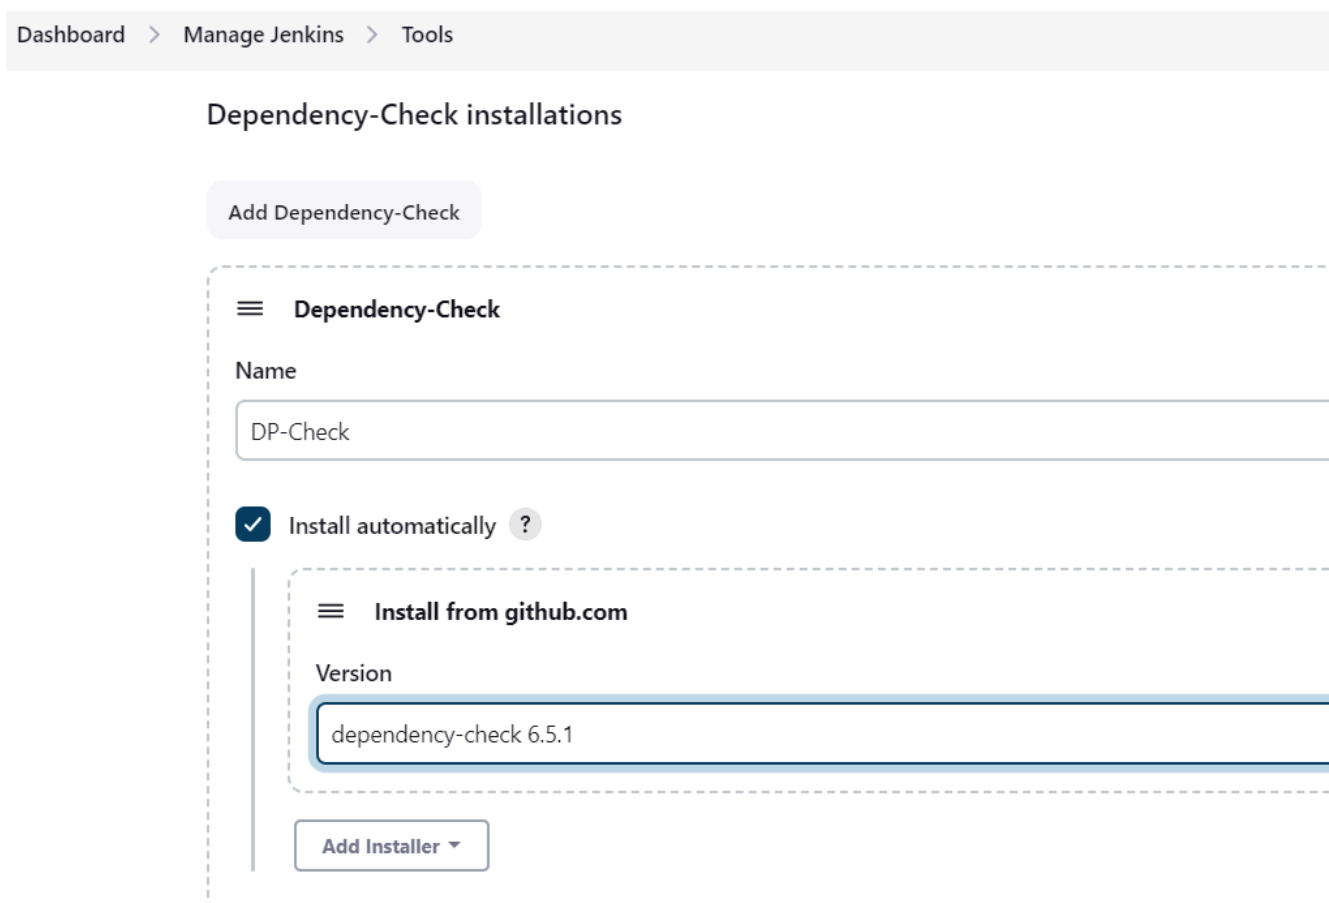 Dashboard > Manage Jenkins > Tools
Dependency-Check installations
Add Dependency-Check
Dependency-Check
Name
DP-Check
Install automatically ?
Install from github.com
Version
dependency-check 6.5.1
Add Installer